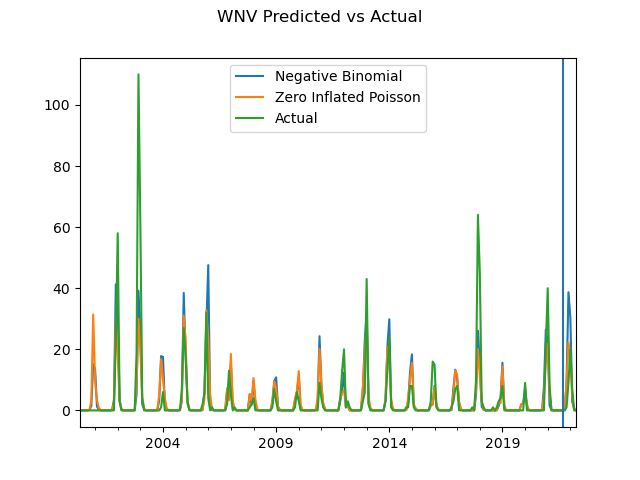 WNV Predicted vs Actual
Negative Binomial
Zero Inflated Poisson
Actual
100
80
60
40
20
0
2004
2009
2014
2019